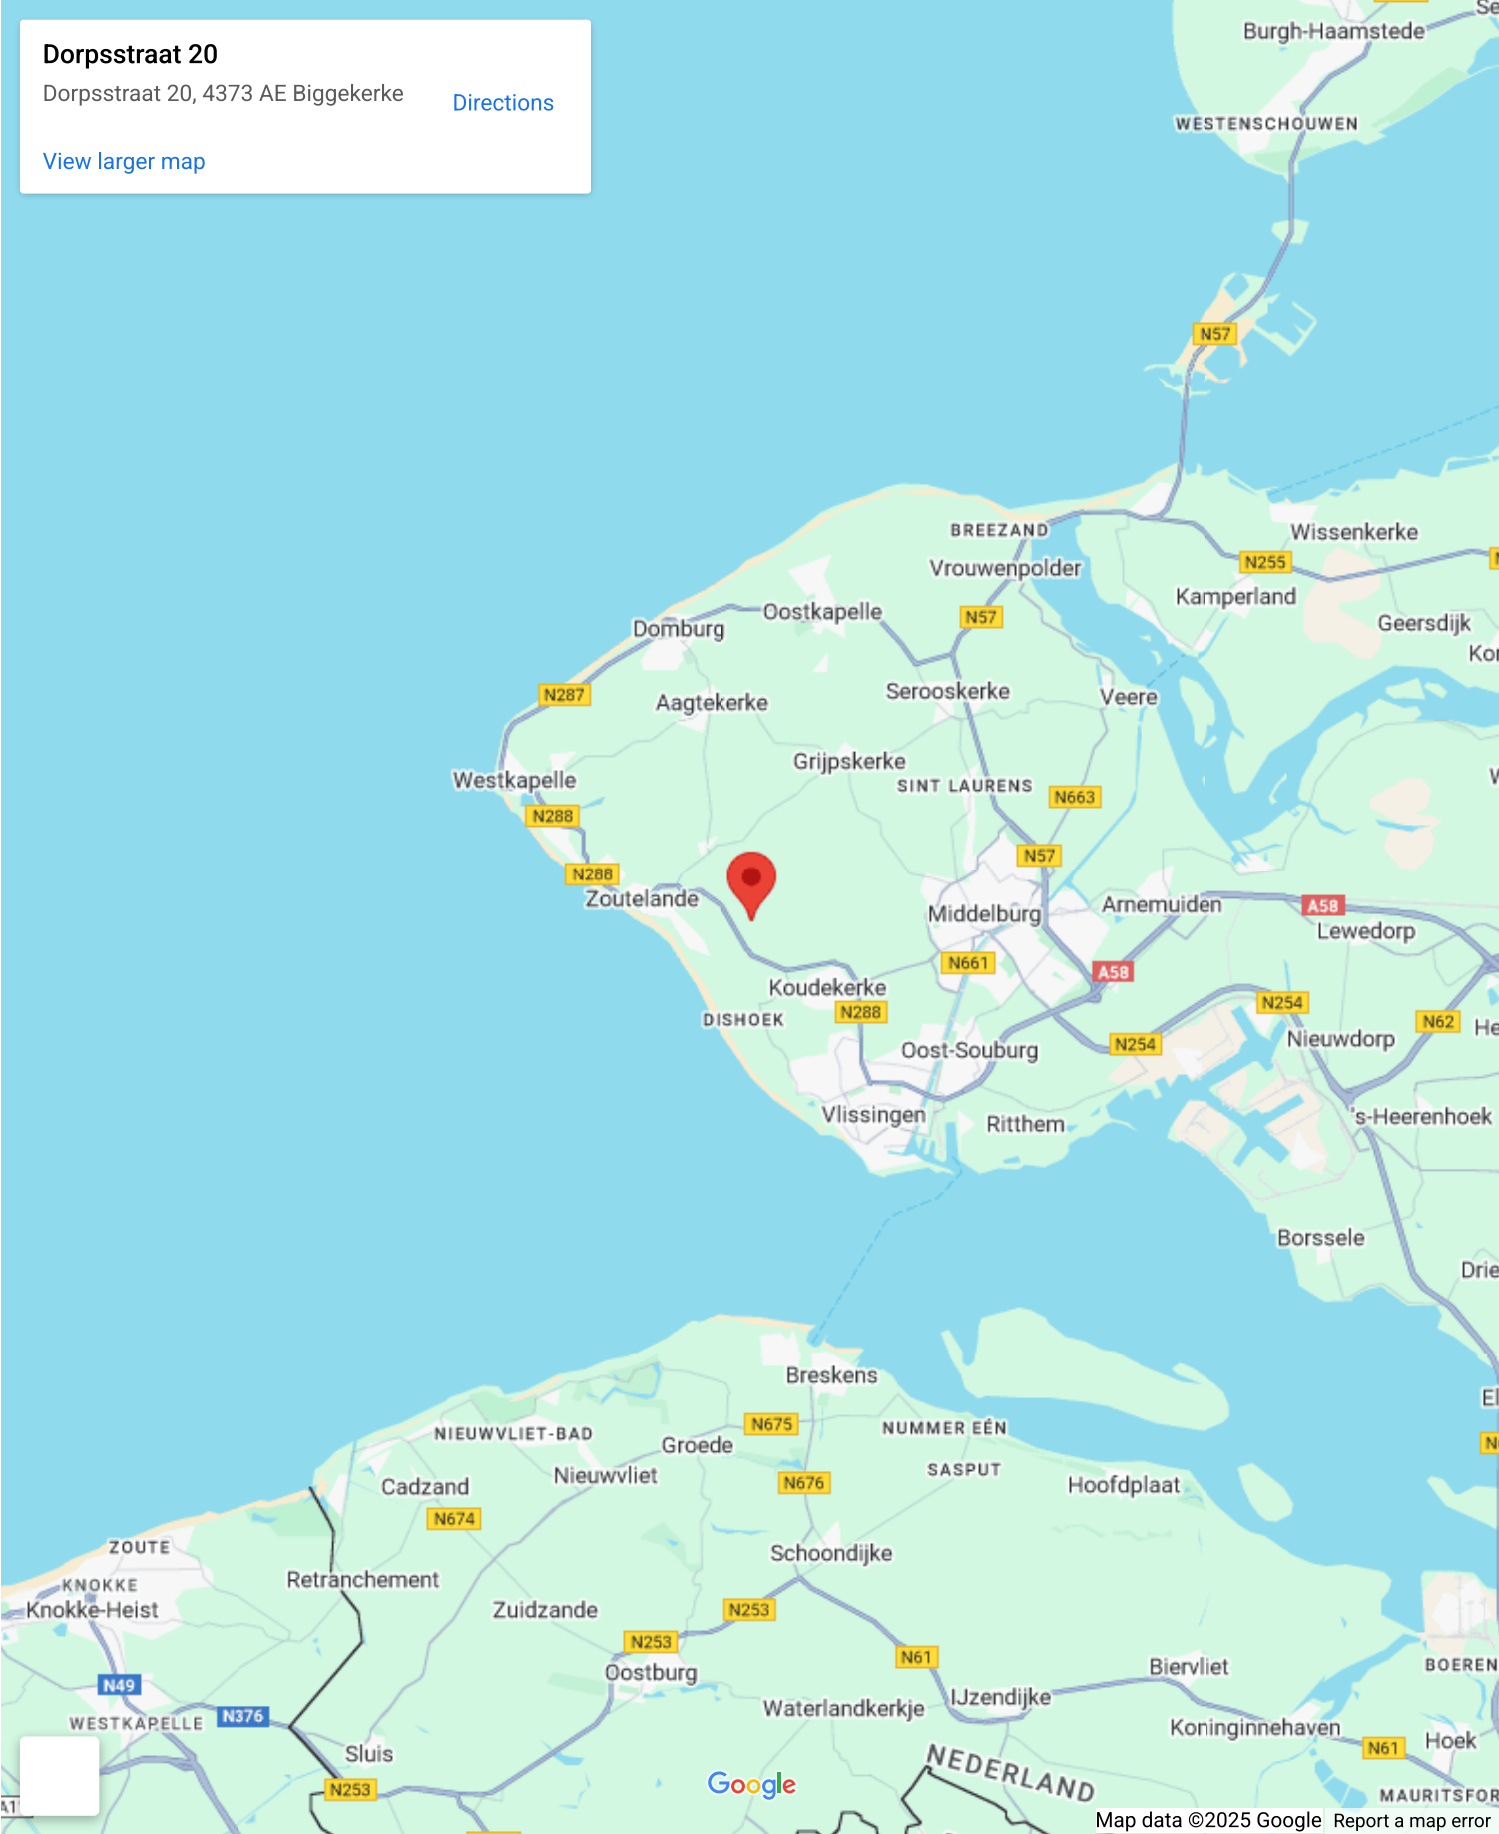 Dorpsstraat 20
Dorpsstraat 20, 4373 AE Biggekerke
Directions
View larger map
Burgh-Haamstede
WESTENSCHOUWEN
N57
BREEZAND
Wissenkerke
Vrouwenpolder
N255
Kamperland
Oostkapelle
N57
Geersdijk
Domburg
N287
Serooskerke
Veere
Aagtekerke
Grijpskerke
Westkapelle
SINT LAURENS
N663
N288
N57
N288
Zoutelande
Middelburg
Arnemuiden
A58
Lewedorp
N661
A58
Koudekerke
N288
DISHOEK
N254
N62
Nieuwdorp
N254
Oost-Souburg
Vlissingen
Ritthem
's-Heerenhoek
Borssele
Breskens
N675
NUMMER EÉN
NIEUWVLIET-BAD
Groede
SASPUT
Nieuwvliet
Cadzand
N676
Hoofdplaat
N674
ZOUTE
Schoondijke
KNOKKE
Retranchement
Knokke-Heist
Zuidzande
N253
N253
N61
Oostburg
Biervliet
BOEREN
N49
IJzendijke
Waterlandkerkje
N376
WESTKAPELLE
Koninginnehaven
Hoek
N61
Sluis
NEDERLAND
N253
Google
MAURITSFOR
Map data ©2025 Google
Report a map error